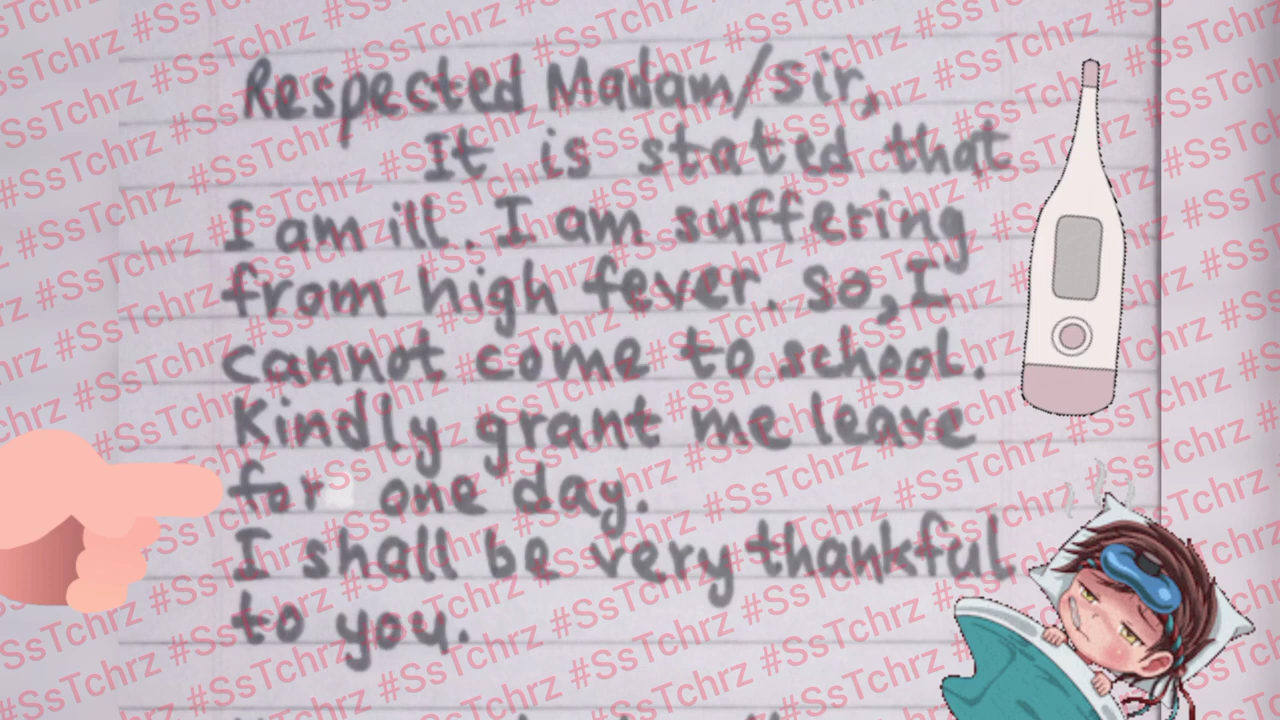 Respected Madam/Sir,
It is stated that
I am ill. I am suffering
from high fever. So, I
cannot come to school.
Kindly grant me leave
for one day.
I shall be very thankful
to you.
#SsTchrz